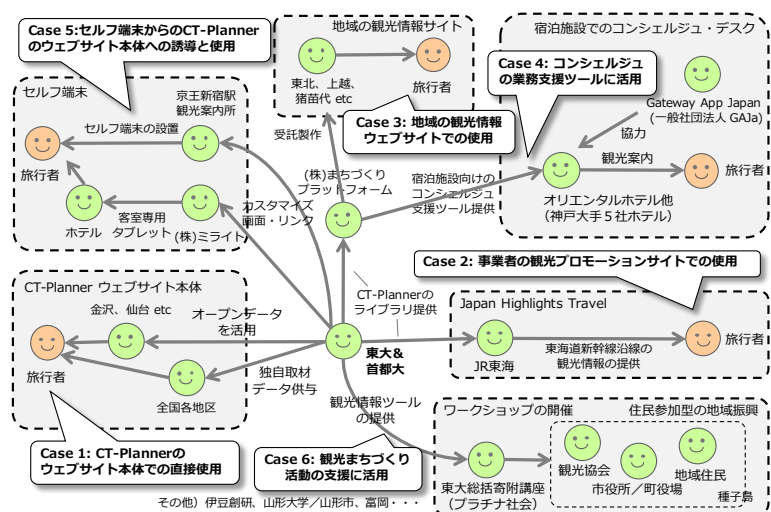 Case 5:セルフ端末からのCT-Planner
のウェブサイト本体への誘導と使用
セルフ端末
京王新宿駅
観光案内所
セルフ端末の設置
旅行者
ホテル
客室専用
タブレット
(株)ミライト
カスタマイズ
画面・リンク
地域の観光情報サイト
東北、上越、
猪苗代 etc
旅行者
Case 3: 地域の観光情報
ウェブサイトでの使用
受託製作
(株)まちづくり
プラットフォーム
宿泊施設向けの
コンシェルジュ
支援ツール提供
宿泊施設でのコンシェルジュ・デスク
Case 4: コンシェルジュ
の業務支援ツールに活用
Gateway App Japan
(一般社団法人 GAJa)
協力
観光案内
オリエンタルホテル他
（神戸大手５社ホテル）
旅行者
Case 2: 事業者の観光プロモーションサイトでの使用
CT-Plannerの
ライブラリ提供
Japan Highlights Travel
JR東海
東海道新幹線沿線の
観光情報の提供
旅行者
CT-Planner ウェブサイト本体
金沢、仙台 etc
オープンデータ
を活用
旅行者
全国各地区
独自取材
データ供与
東大＆
首都大
Case 1: CT-Plannerの
ウェブサイト本体での直接使用
観光情報ツール
の提供
Case 6: 観光まちづくり
活動の支援に活用
ワークショップの開催
住民参加型の地域振興
東大総括寄附講座
（プラチナ社会）
観光協会
市役所／町役場
地域住民
種子島
その他）伊豆創研、山形大学／山形市、富岡・・・